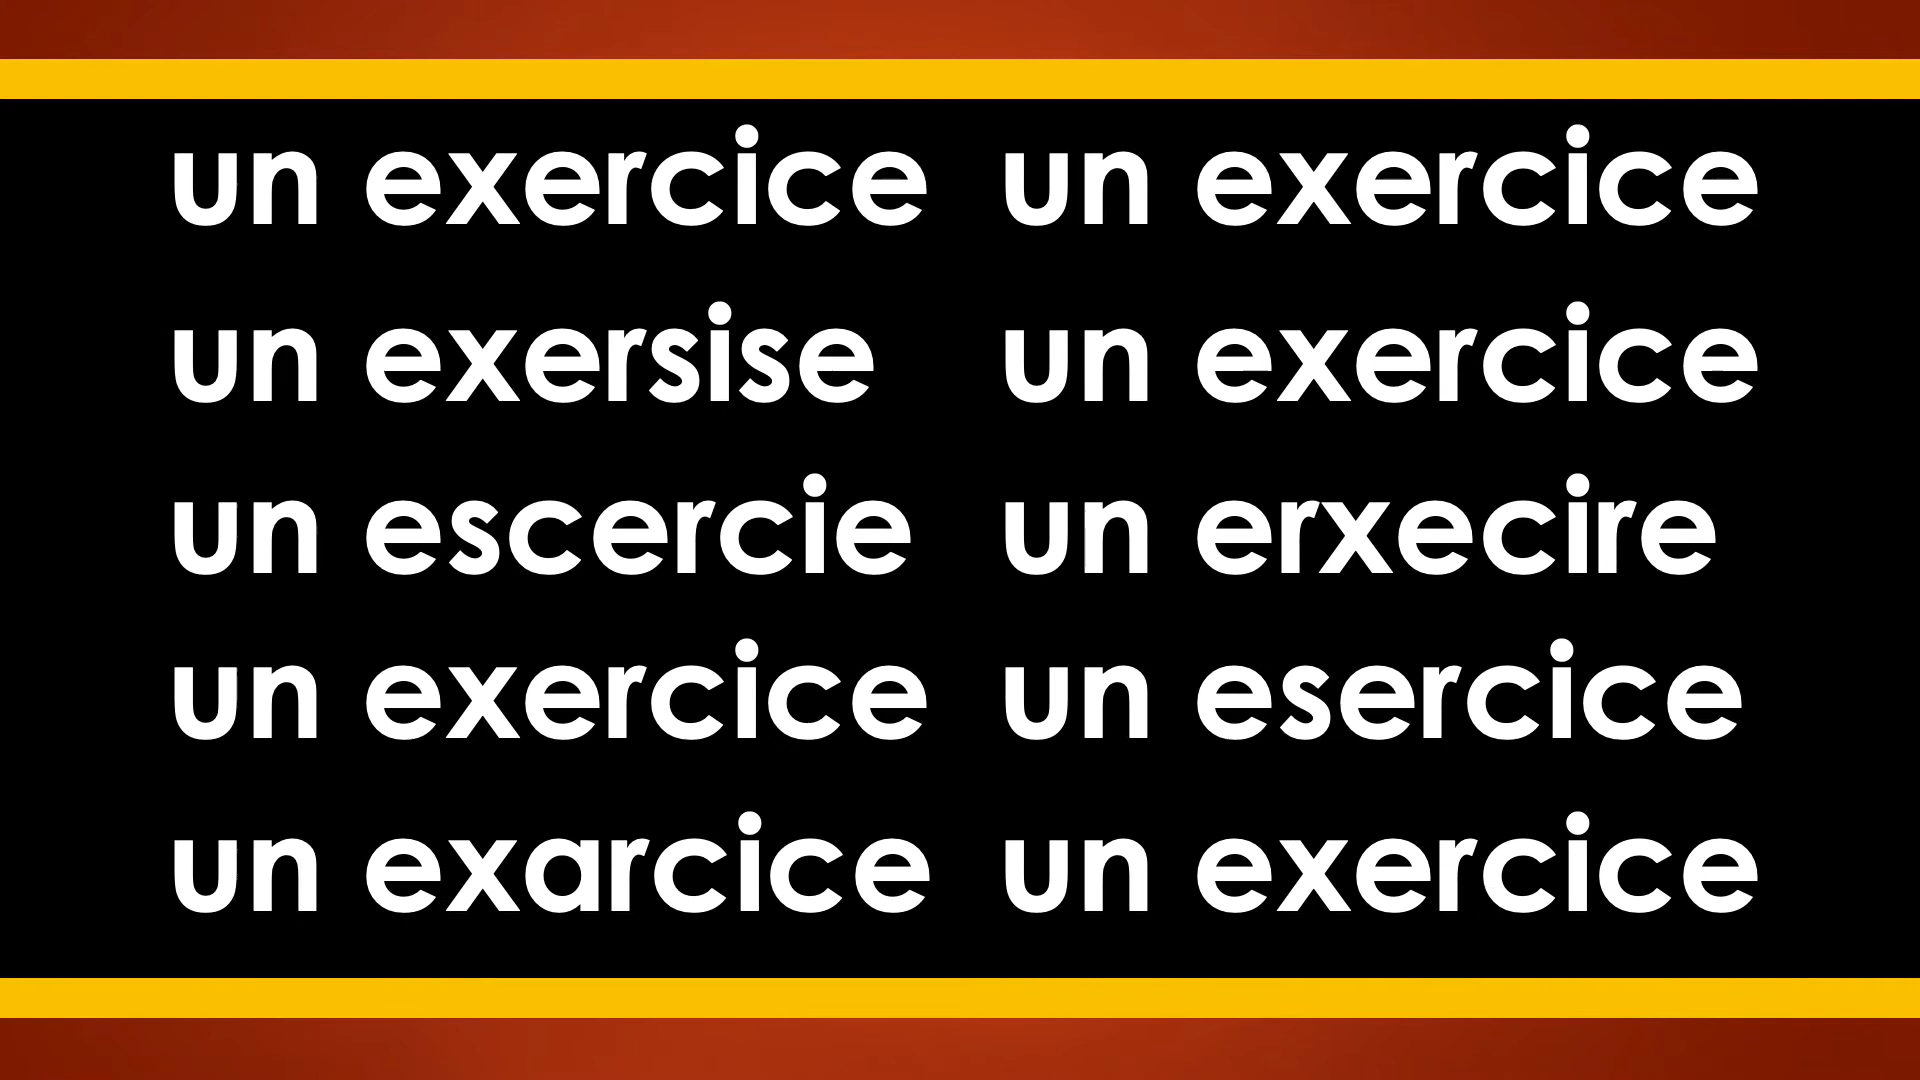 un exercice un exercice
un exersise un exercice
un escercie un erxecire
un exercice un esercice
un exarcice un exercice